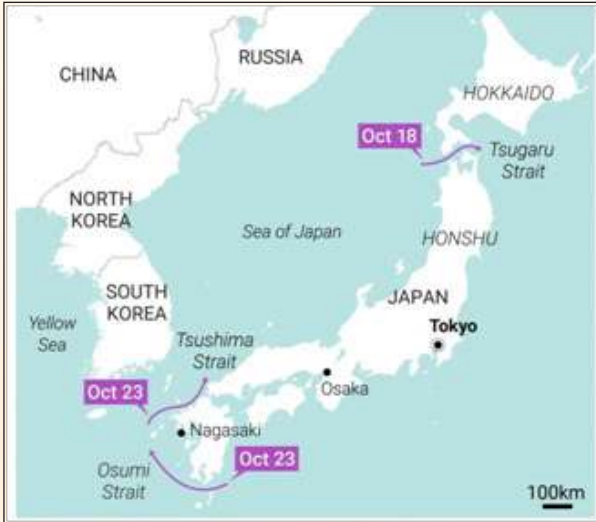 CHINA
RUSSIA
HOKKAIDO
Oct 18
Tsugaru
Strait
NORTH
KOREA
Sea of Japan
HONSHU
SOUTH
KOREA
JAPAN
Yellow
Sea
Tsushima
Strait
Tokyo
Oct 23
Osaka
Nagasaki
Oct 23
Osumi
Strait
100km